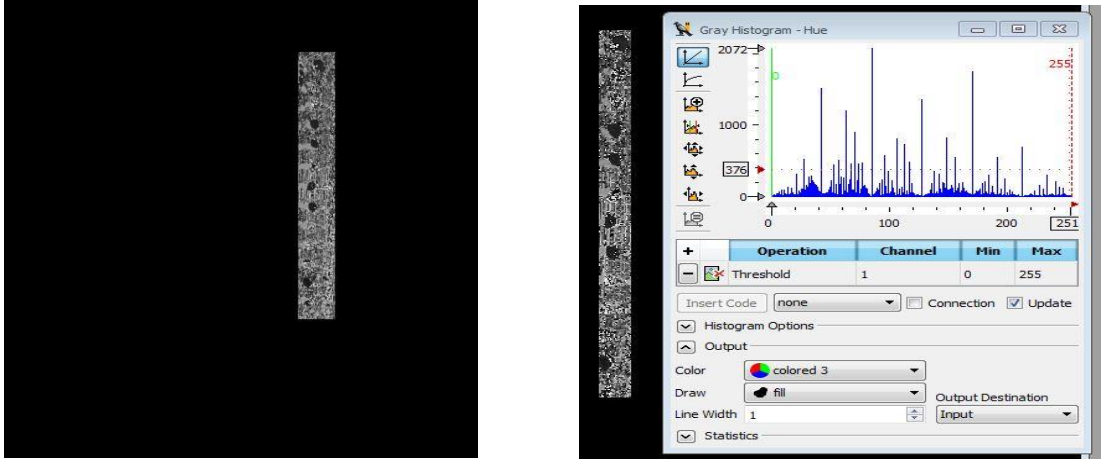 Gray Histogram - Hue
2072
255
0
1000
376
0
0 100 200 251
+ Operation Channel Min Max
Threshold 1 0 255
Insert Code none Connection Update
Histogram Options
Output
Color colored 3
Draw fill Output Destination
Line Width 1 Input
Statistics